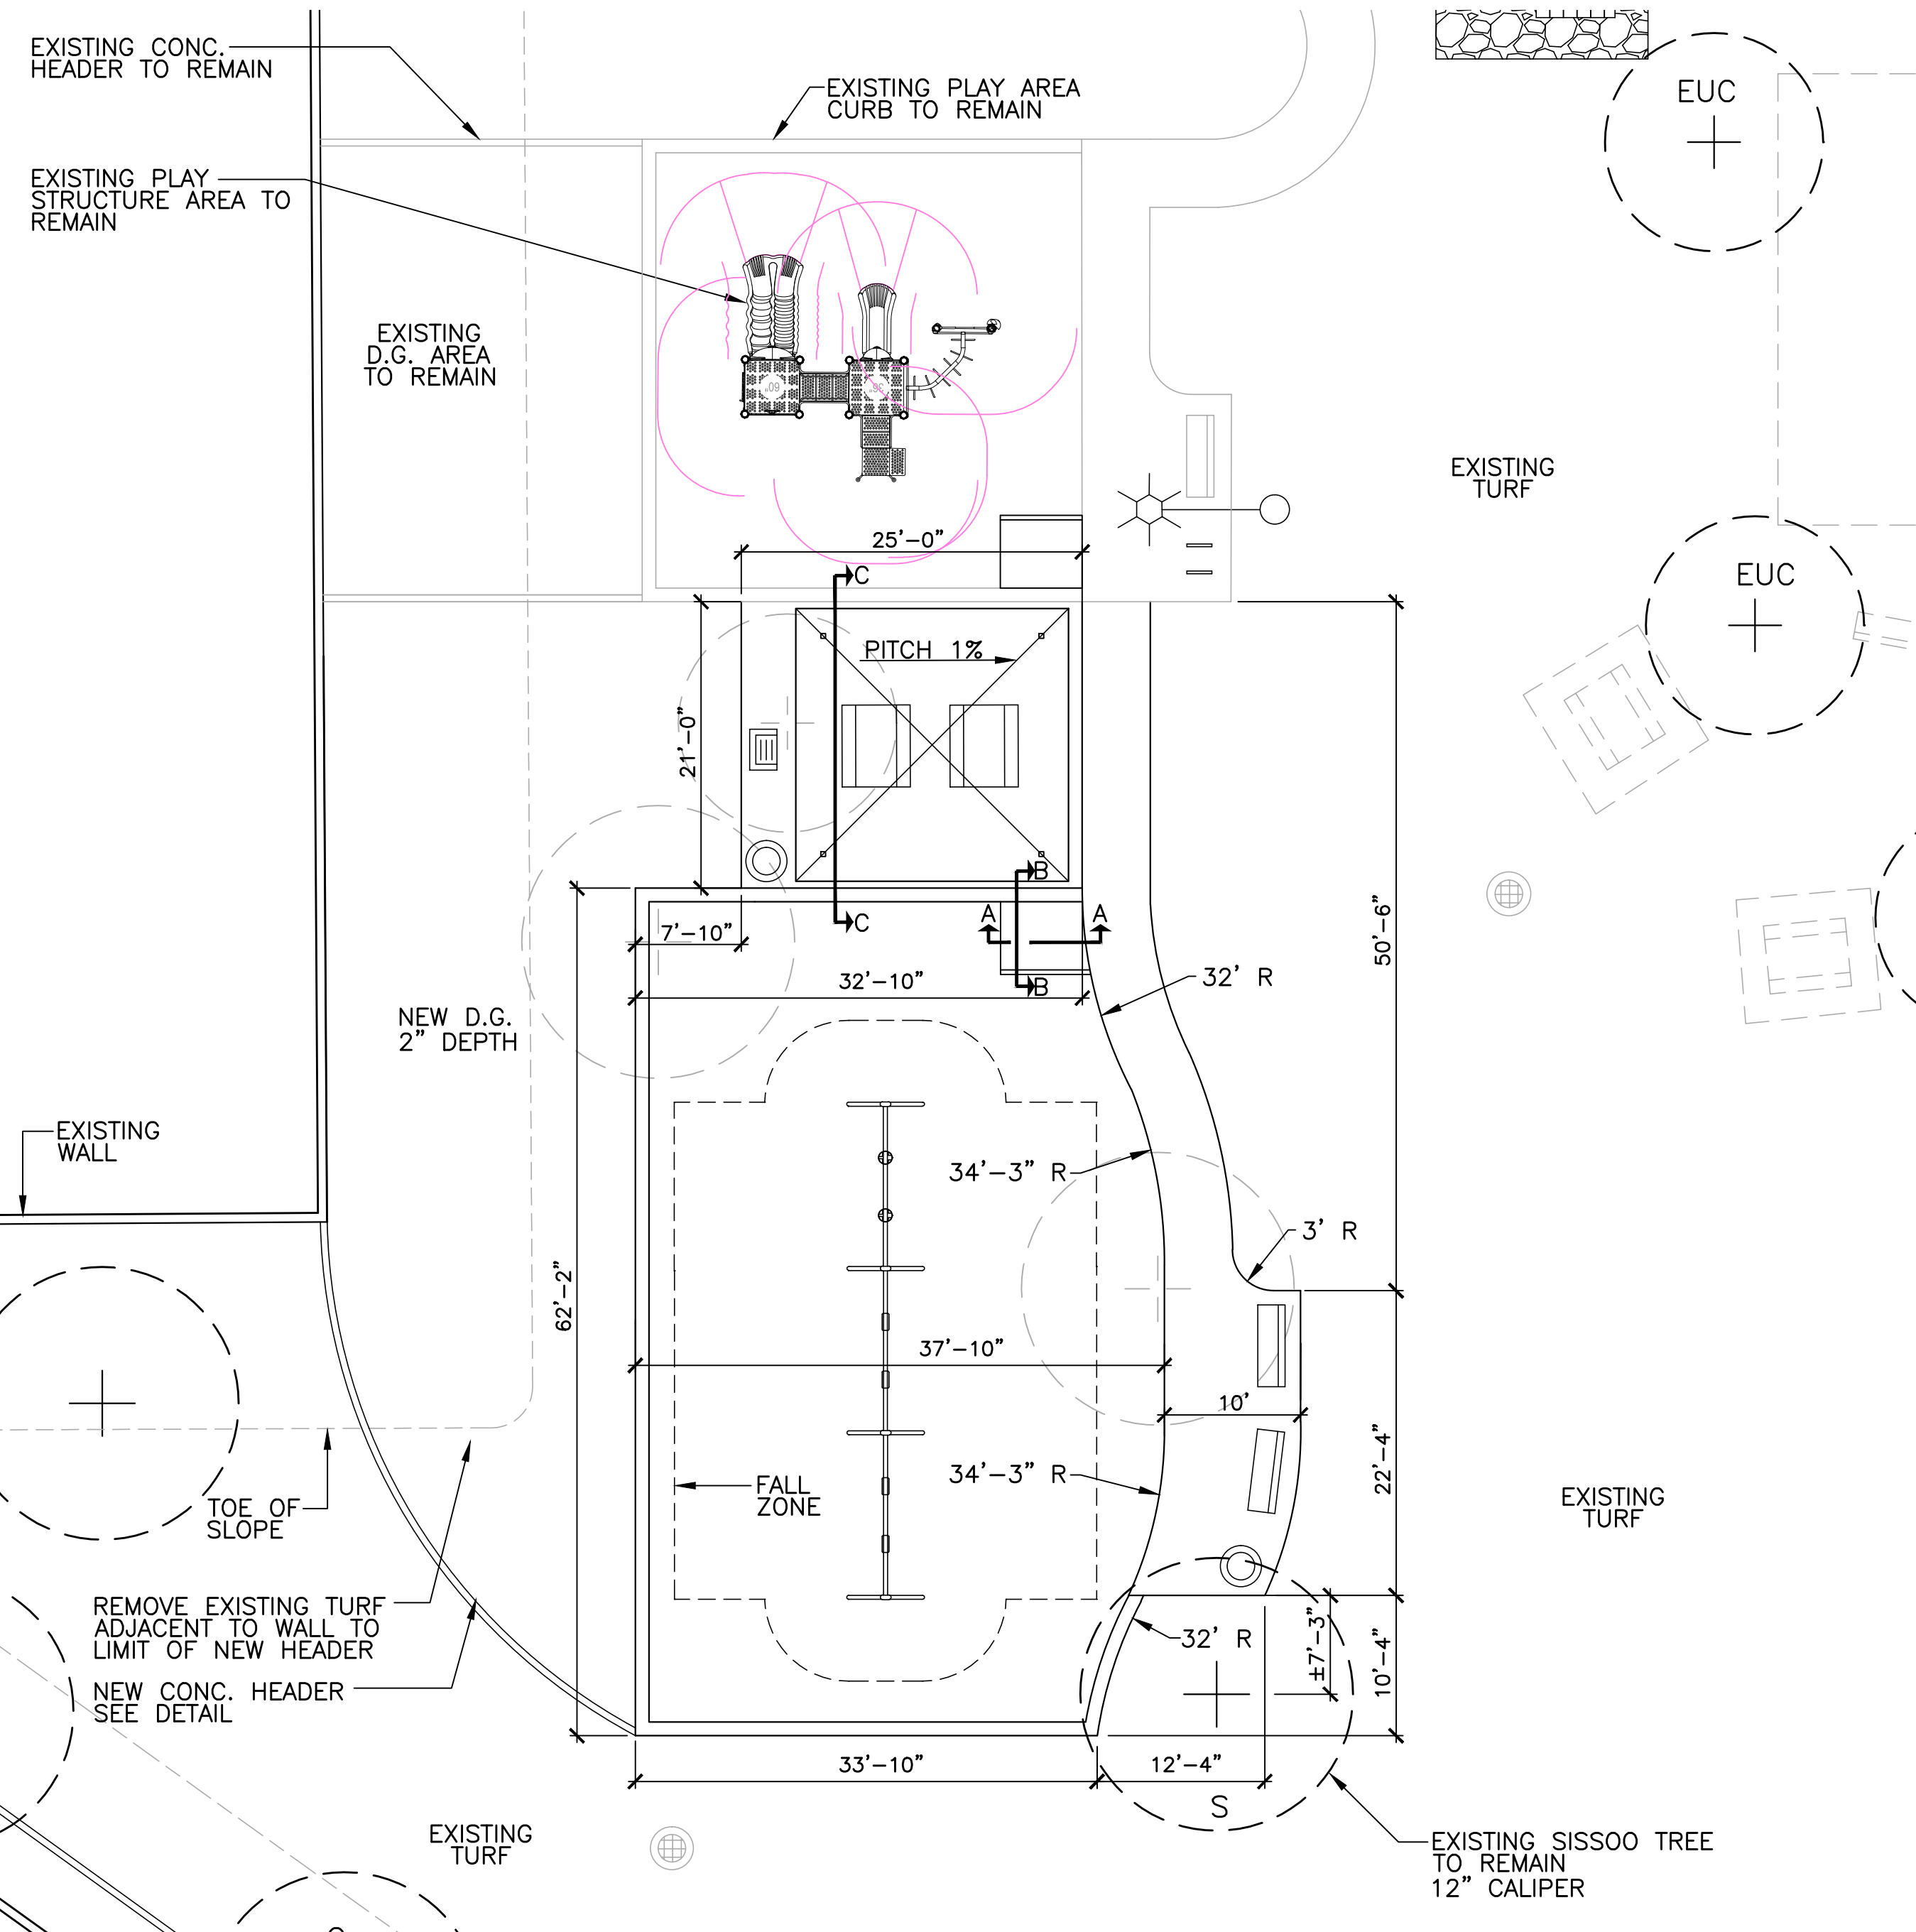 EXISTING CONC.
HEADER TO REMAIN
EXISTING PLAY AREA
CURB TO REMAIN
EUC
EXISTING PLAY
STRUCTURE AREA TO
REMAIN
EXISTING
D.G. AREA
TO REMAIN
60"
36"
EXISTING
TURF
25'-0"
C
EUC
PITCH 1%
21'-0"
B
A
A
C
7'-10"
50'-6"
32'-10"
B
32' R
NEW D.G.
2" DEPTH
EXISTING
WALL
34'-3" R
3' R
62'-2"
37'-10"
10'
22'-4"
34'-3" R
FALL
ZONE
EXISTING
TURF
TOE OF
SLOPE
REMOVE EXISTING TURF
ADJACENT TO WALL TO
LIMIT OF NEW HEADER
32' R
±7'-3"
10'-4"
NEW CONC. HEADER
SEE DETAIL
33'-10"
12'-4"
S
EXISTING
TURF
EXISTING SISSOO TREE
TO REMAIN
12" CALIPER